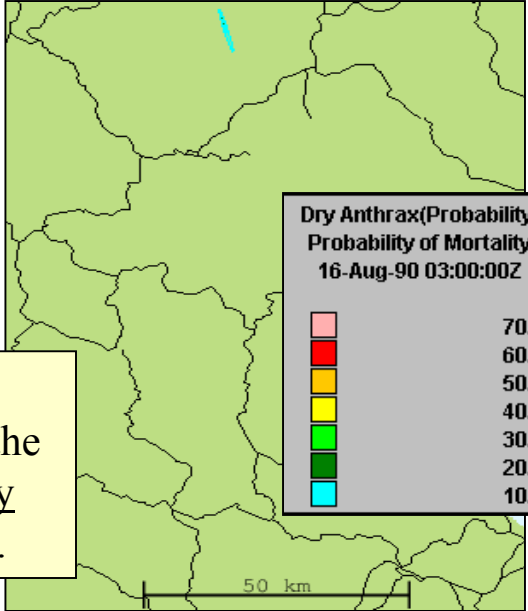 Dry Anthrax(Probability
Probability of Mortality
16-Aug-90 03:00:00Z
70
60
50
40
30
20
10
he
y
.
50 km